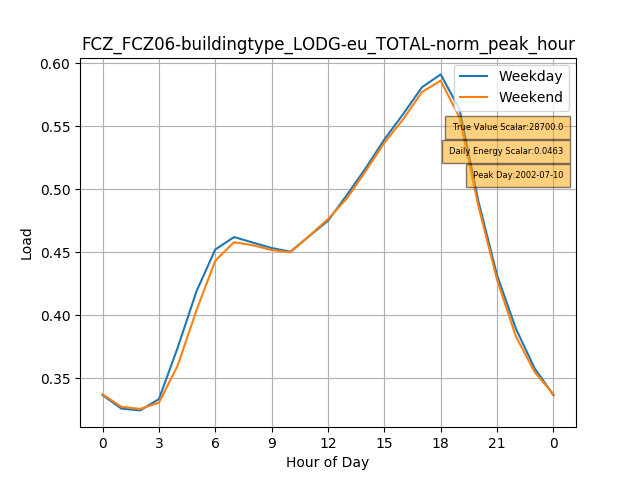 FCZ_FCZ06-buildingtype_LODG-eu_TOTAL-norm_peak_hour
Weekday
Weekend
True Value Scalar:28700.0
Daily Energy Scalar:0.0463
Peak Day:2002-07-10
Load
0.60
0.55
0.50
0.45
0.40
0.35
0 3 6 9 12 15 18 21 0
Hour of Day